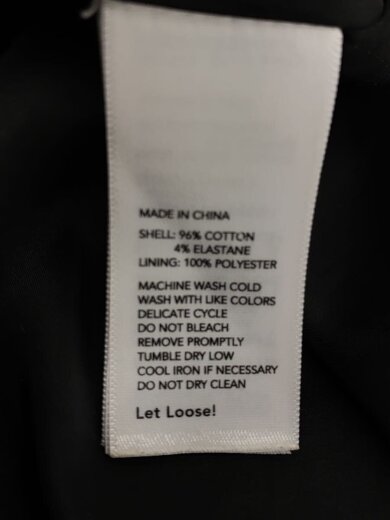 MADE IN CHINA
SHELL: 96% COTTON
4% ELASTANE
LINING: 100% POLYESTER
MACHINE WASH COLD
WASH WITH LIKE COLORS
DELICATE CYCLE
DO NOT BLEACH
REMOVE PROMPTLY
TUMBLE DRY LOW
COOL IRON IF NECESSARY
DO NOT DRY CLEAN
Let Loose!